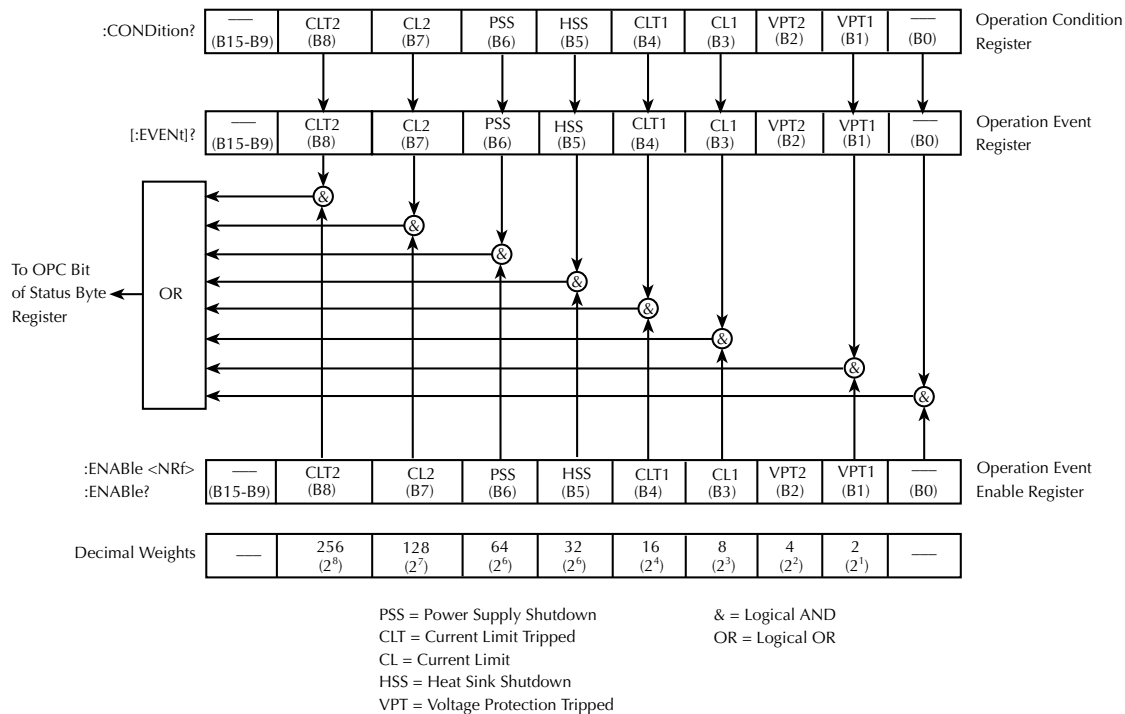 :CONDition?
—— CLT2 CL2 PSS HSS CLT1 CL1 VPT2 VPT1 ——
(B15-B9) (B8) (B7) (B6) (B5) (B4) (B3) (B2) (B1) (B0)
Operation Condition
Register
[:EVENt]?
—— CLT2 CL2 PSS HSS CLT1 CL1 VPT2 VPT1 ——
(B15-B9) (B8) (B7) (B6) (B5) (B4) (B3) (B2) (B1) (B0)
Operation Event
Register
&
&
&
&
&
&
&
&
To OPC Bit
of Status Byte
Register
OR
:ENABle <NRf>
:ENABle?
—— CLT2 CL2 PSS HSS CLT1 CL1 VPT2 VPT1 ——
(B15-B9) (B8) (B7) (B6) (B5) (B4) (B3) (B2) (B1) (B0)
Operation Event
Enable Register
Decimal Weights
—— 256 128 64 32 16 8 4 2 ——
(2⁸) (2⁷) (2⁶) (2⁶) (2⁴) (2³) (2²) (2¹)
PSS = Power Supply Shutdown
CLT = Current Limit Tripped
CL = Current Limit
HSS = Heat Sink Shutdown
VPT = Voltage Protection Tripped
& = Logical AND
OR = Logical OR